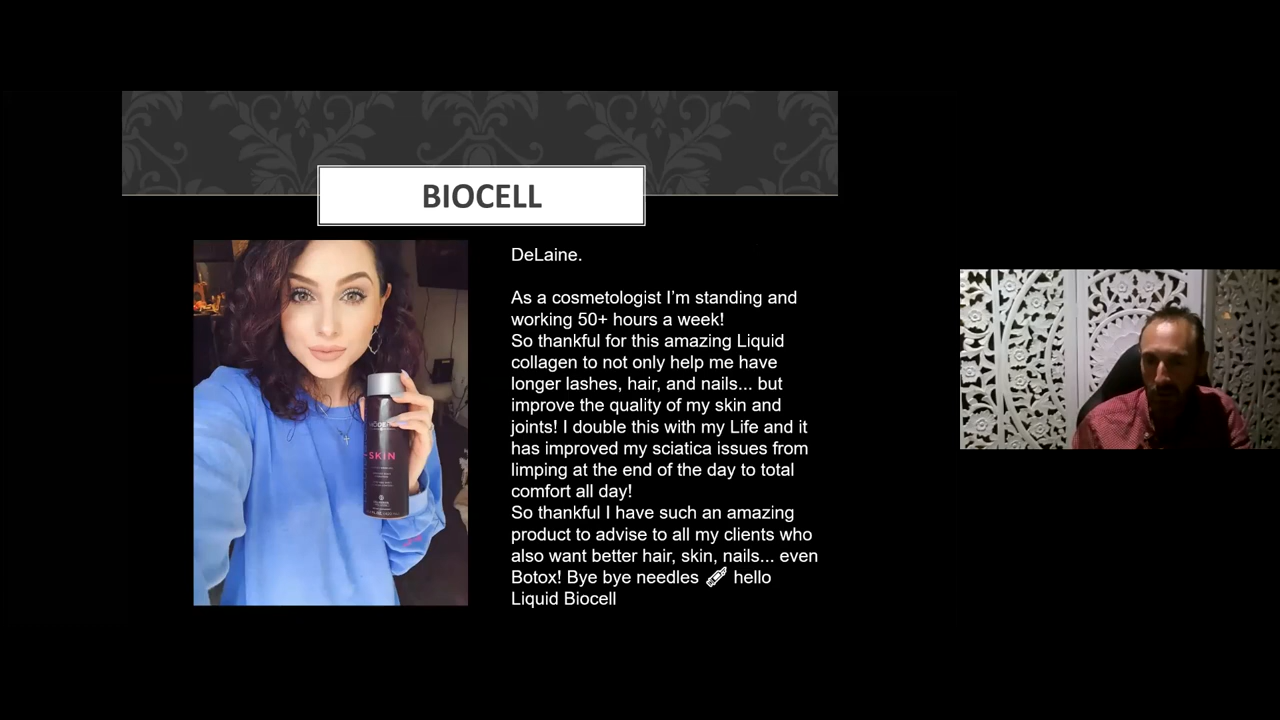 BIOCELL
DeLaine.
As a cosmetologist I’m standing and
working 50+ hours a week!
So thankful for this amazing Liquid
collagen to not only help me have
longer lashes, hair, and nails... but
improve the quality of my skin and
joints! I double this with my Life and it
has improved my sciatica issues from
limping at the end of the day to total
comfort all day!
So thankful I have such an amazing
product to advise to all my clients who
also want better hair, skin, nails... even
Botox! Bye bye needles 💉 hello
Liquid Biocell
SKIN